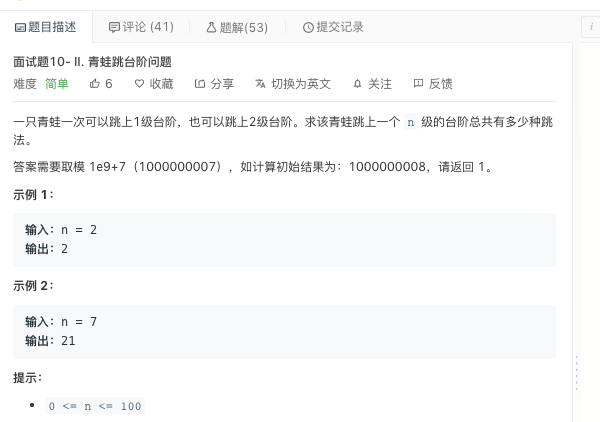 题目描述 评论 (41) 题解(53) 提交记录 i
面试题10- II. 青蛙跳台阶问题
难度 简单 6 收藏 分享 切换为英文 关注 反馈
一只青蛙一次可以跳上1级台阶，也可以跳上2级台阶。求该青蛙跳上一个 n 级的台阶总共有多少种跳
法。
答案需要取模 1e9+7（1000000007），如计算初始结果为：1000000008，请返回 1。
示例 1：
输入：n = 2
输出：2
示例 2：
输入：n = 7
输出：21
提示：
• 0 <= n <= 100